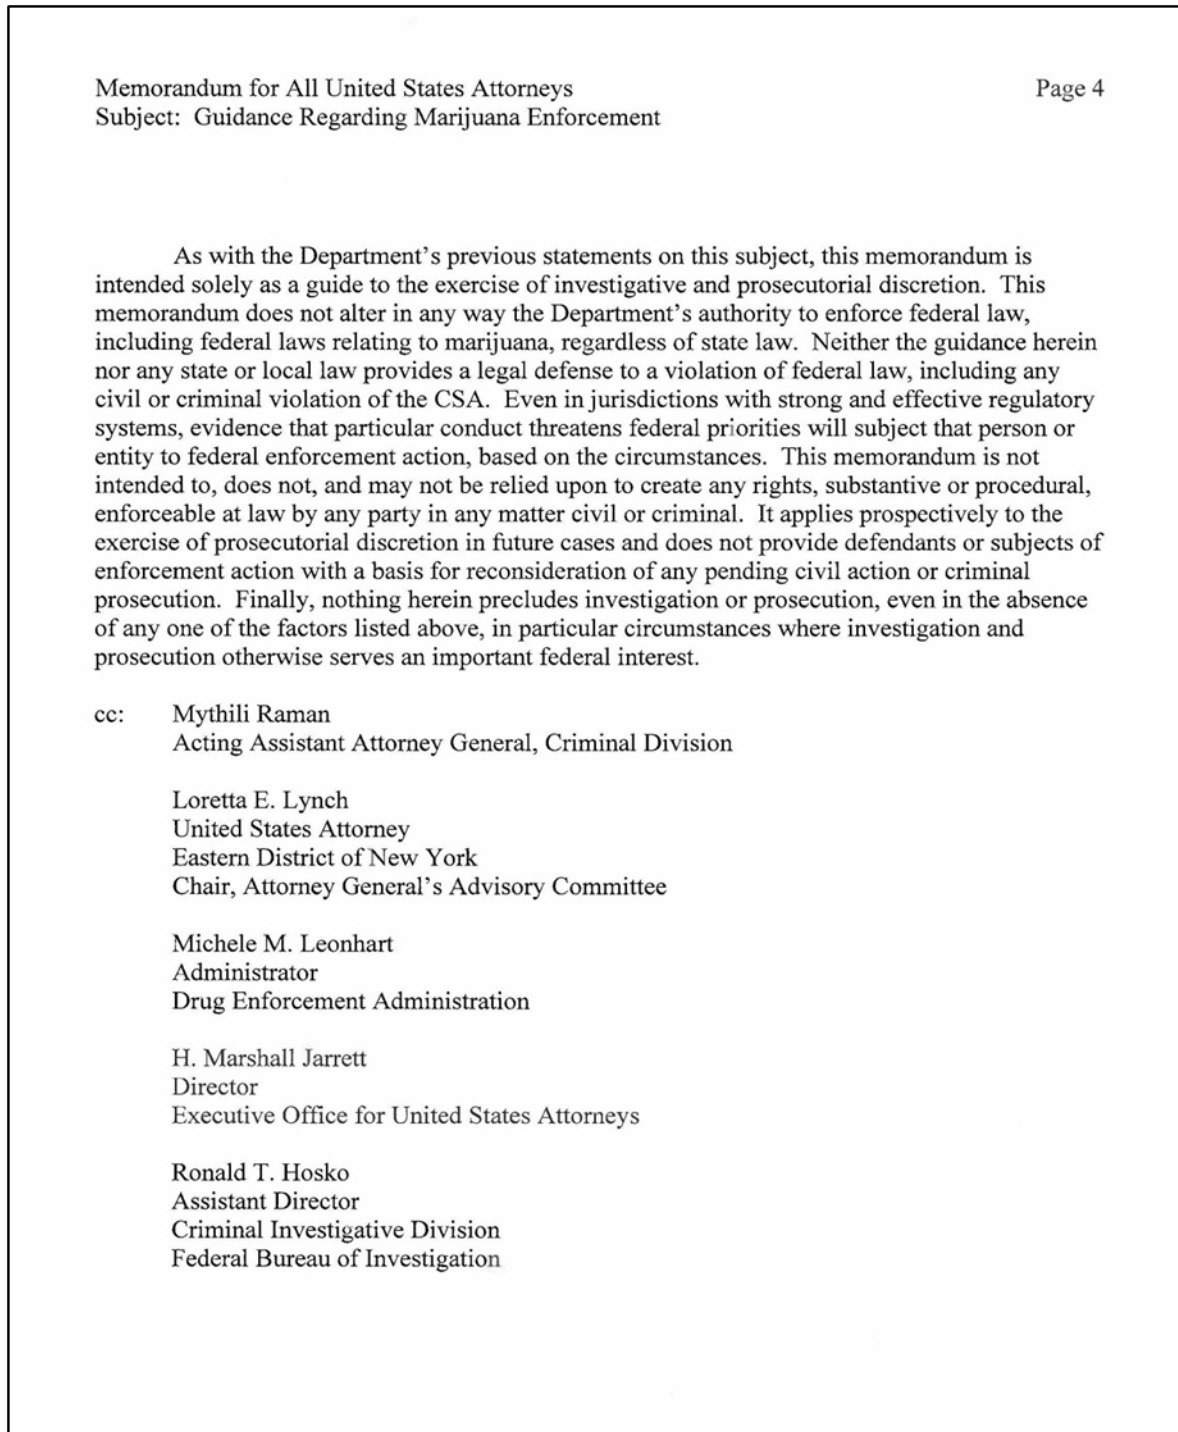 Memorandum for All United States Attorneys Page 4
Subject: Guidance Regarding Marijuana Enforcement
As with the Department's previous statements on this subject, this memorandum is
intended solely as a guide to the exercise of investigative and prosecutorial discretion. This
memorandum does not alter in any way the Department's authority to enforce federal law,
including federal laws relating to marijuana, regardless of state law. Neither the guidance herein
nor any state or local law provides a legal defense to a violation of federal law, including any
civil or criminal violation of the CSA. Even in jurisdictions with strong and effective regulatory
systems, evidence that particular conduct threatens federal priorities will subject that person or
entity to federal enforcement action, based on the circumstances. This memorandum is not
intended to, does not, and may not be relied upon to create any rights, substantive or procedural,
enforceable at law by any party in any matter civil or criminal. It applies prospectively to the
exercise of prosecutorial discretion in future cases and does not provide defendants or subjects of
enforcement action with a basis for reconsideration of any pending civil action or criminal
prosecution. Finally, nothing herein precludes investigation or prosecution, even in the absence
of any one of the factors listed above, in particular circumstances where investigation and
prosecution otherwise serves an important federal interest.
cc: Mythili Raman
Acting Assistant Attorney General, Criminal Division
Loretta E. Lynch
United States Attorney
Eastern District of New York
Chair, Attorney General's Advisory Committee
Michele M. Leonhart
Administrator
Drug Enforcement Administration
H. Marshall Jarrett
Director
Executive Office for United States Attorneys
Ronald T. Hosko
Assistant Director
Criminal Investigative Division
Federal Bureau of Investigation